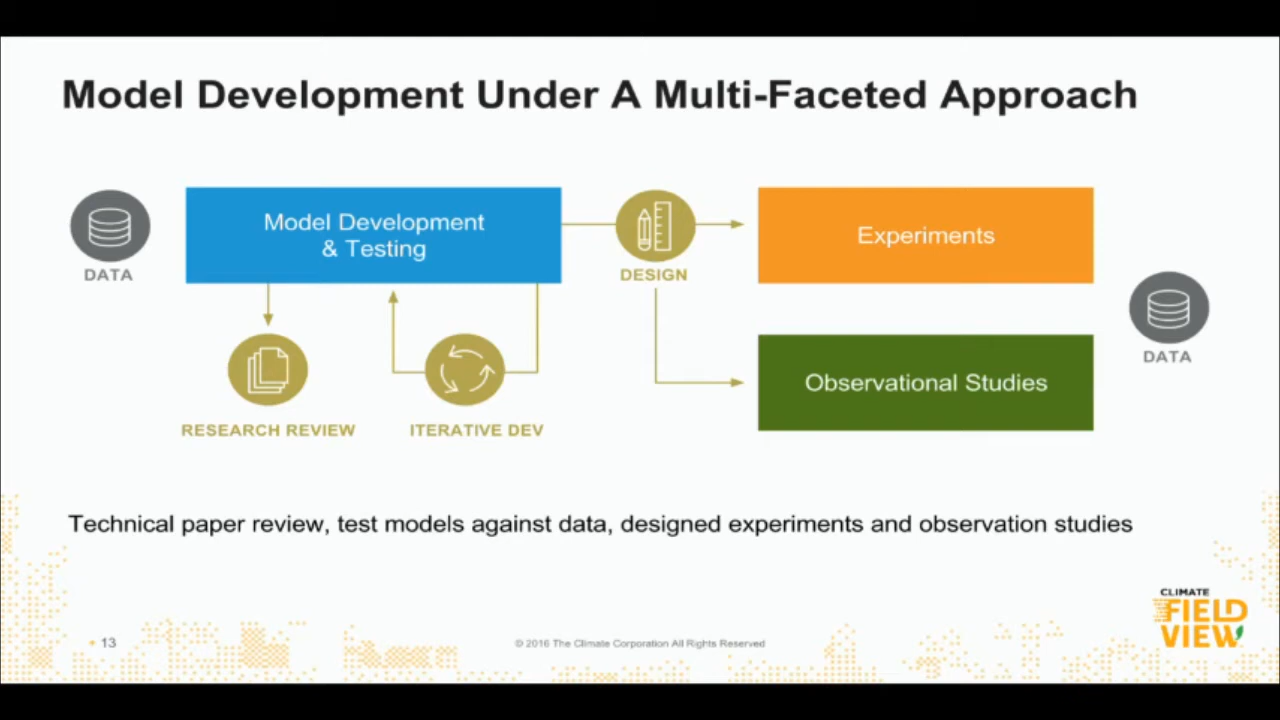 Model Development Under A Multi-Faceted Approach
Model Development
& Testing
Experiments
DATA
DESIGN
DATA
Observational Studies
RESEARCH REVIEW
ITERATIVE DEV
Technical paper review, test models against data, designed experiments and observation studies
CLIMATE
FIELD
VIEW
13
© 2016 The Climate Corporation All Rights Reserved